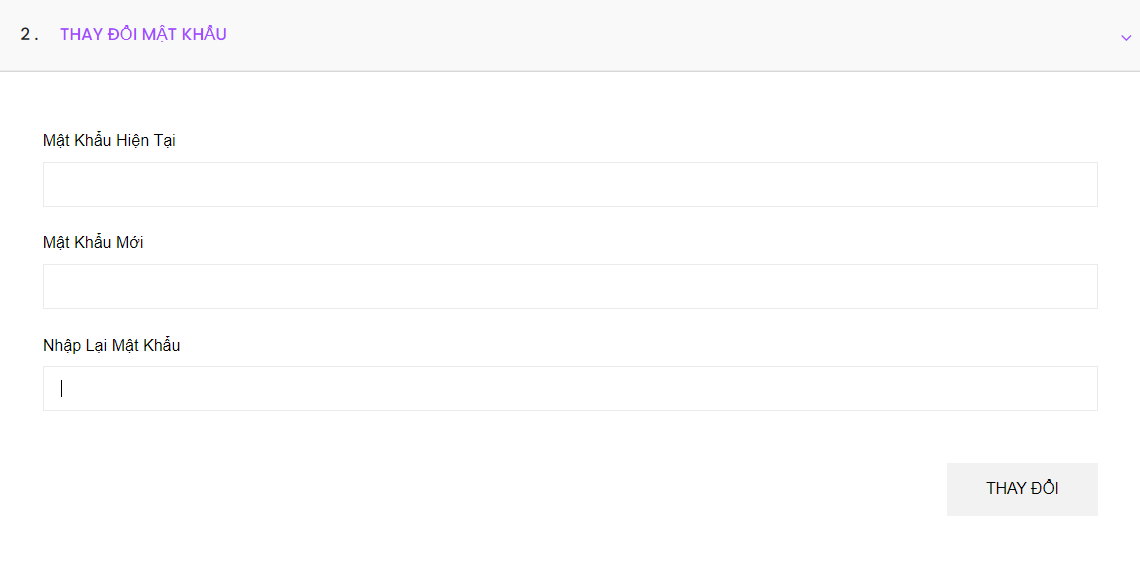 2. THAY ĐỔI MẬT KHẨU
Mật Khẩu Hiện Tại
Mật Khẩu Mới
Nhập Lại Mật Khẩu
THAY ĐỔI